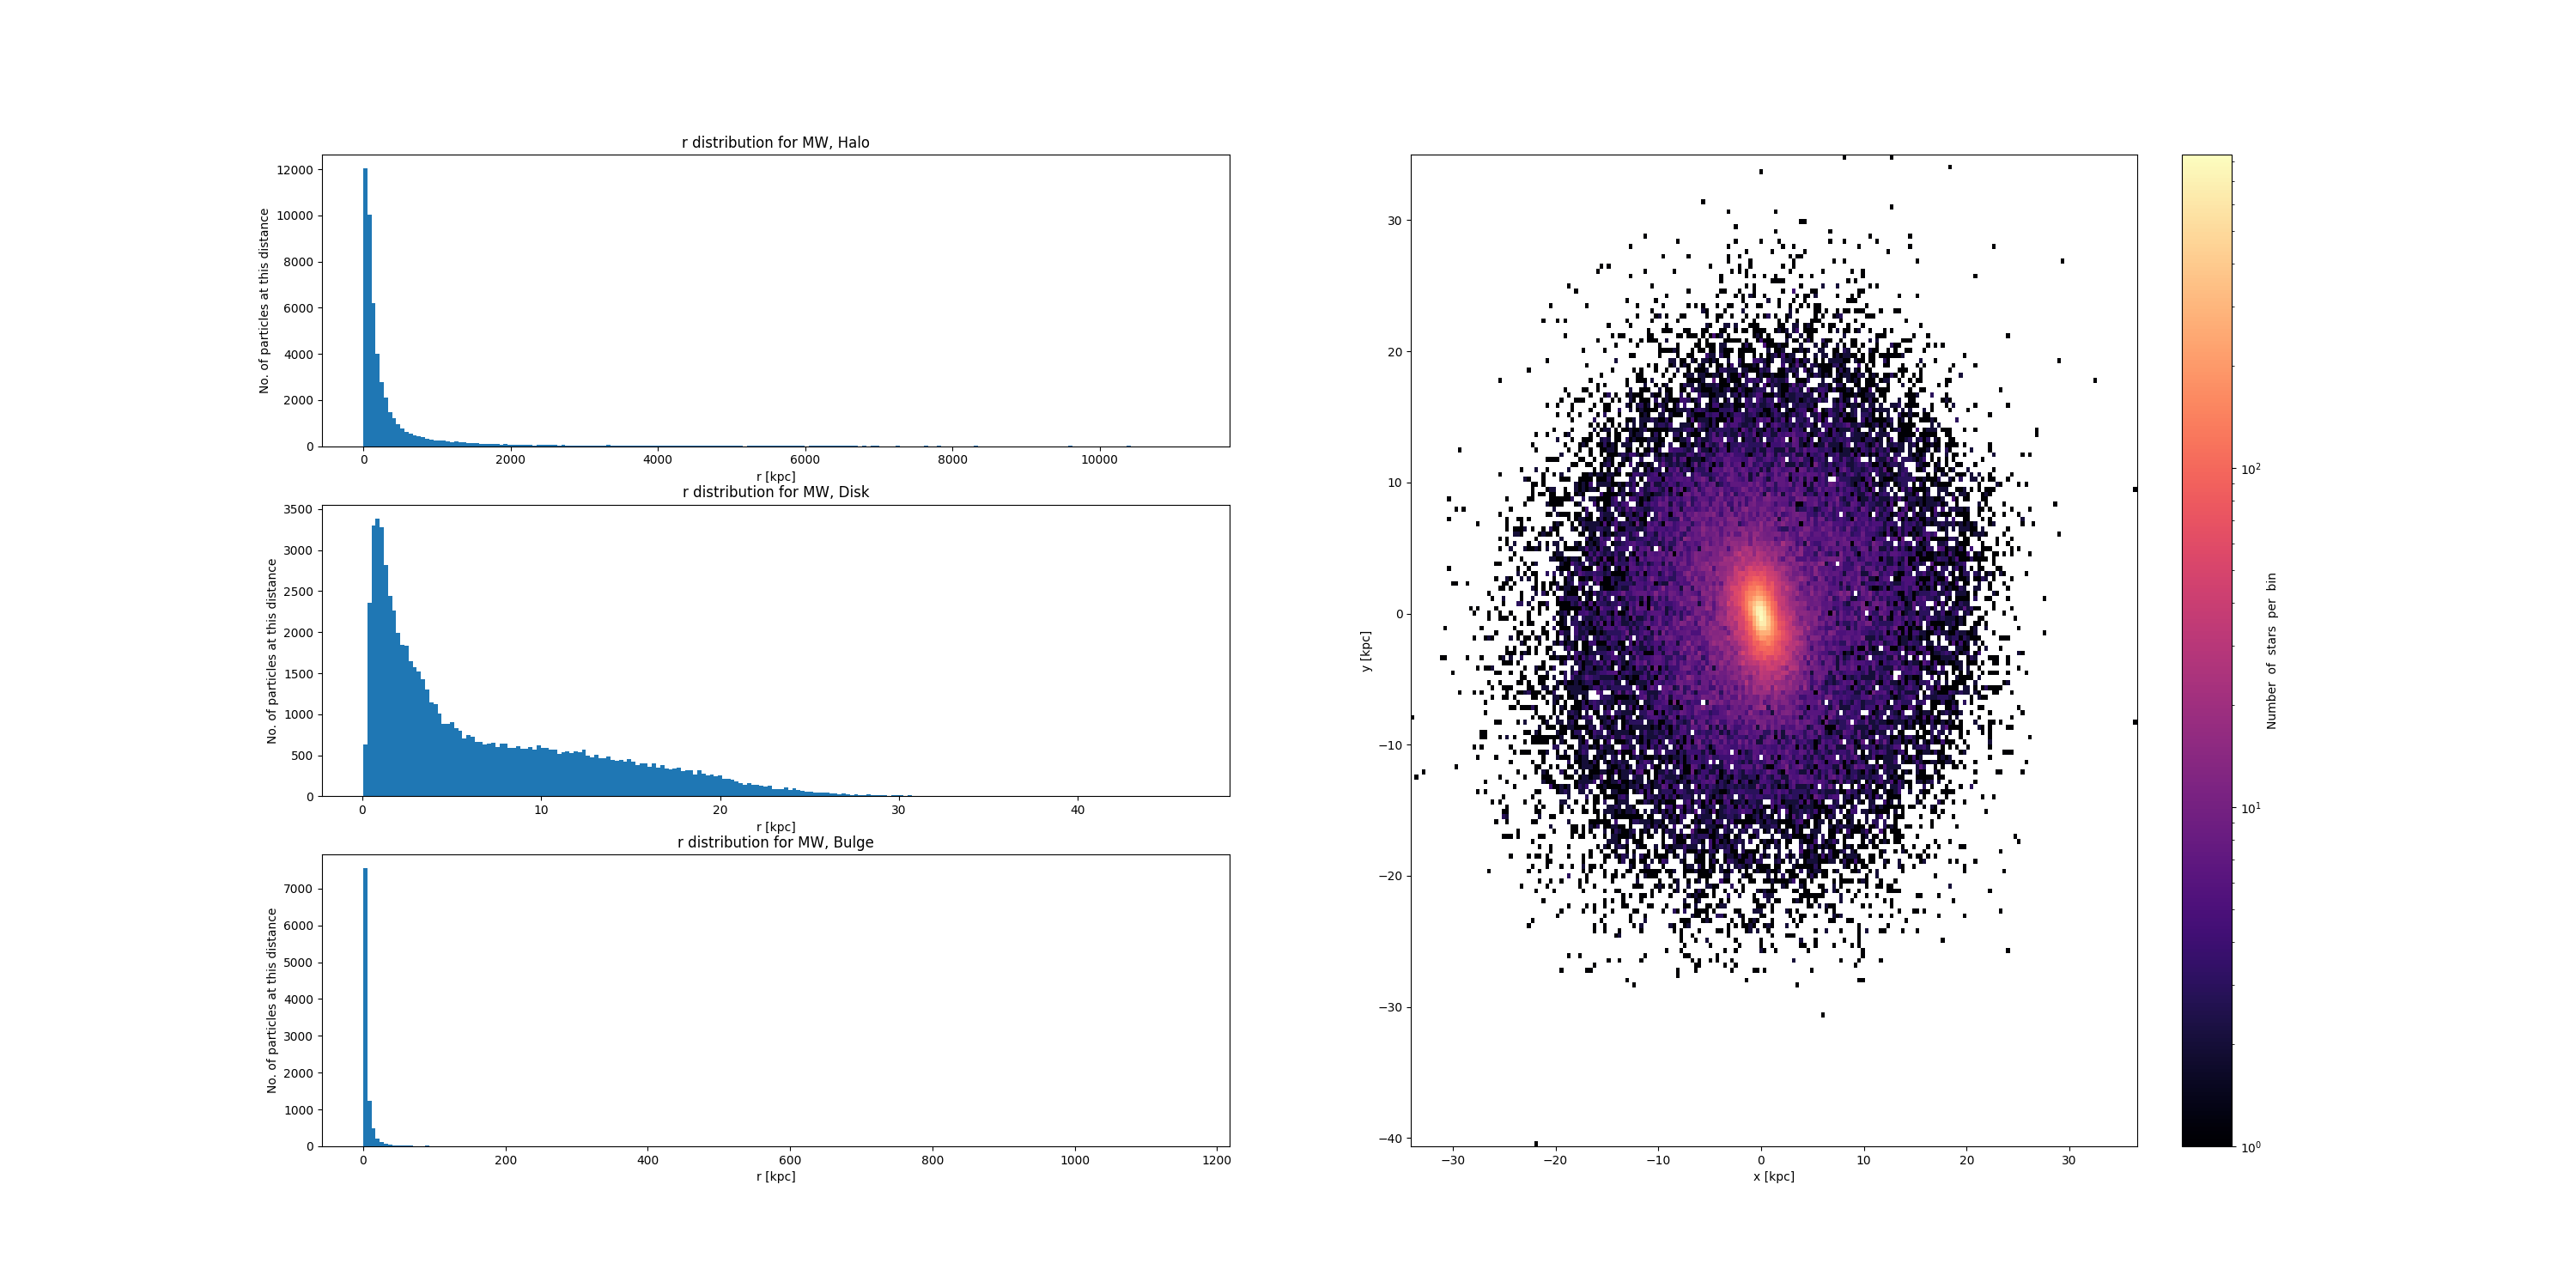 r distribution for MW, Halo
12000
10000
8000
6000
4000
2000
0
No. of particles at this distance
0 2000 4000 6000 8000 10000
r [kpc]
r distribution for MW, Disk
3500
3000
2500
2000
1500
1000
500
0
No. of particles at this distance
0 10 20 30 40
r [kpc]
r distribution for MW, Bulge
7000
6000
5000
4000
3000
2000
1000
0
No. of particles at this distance
0 200 400 600 800 1000 1200
r [kpc]
30
20
10
0
−10
−20
−30
−40
y [kpc]
−30 −20 −10 0 10 20 30
x [kpc]
10²
10¹
10⁰
Number of stars per bin